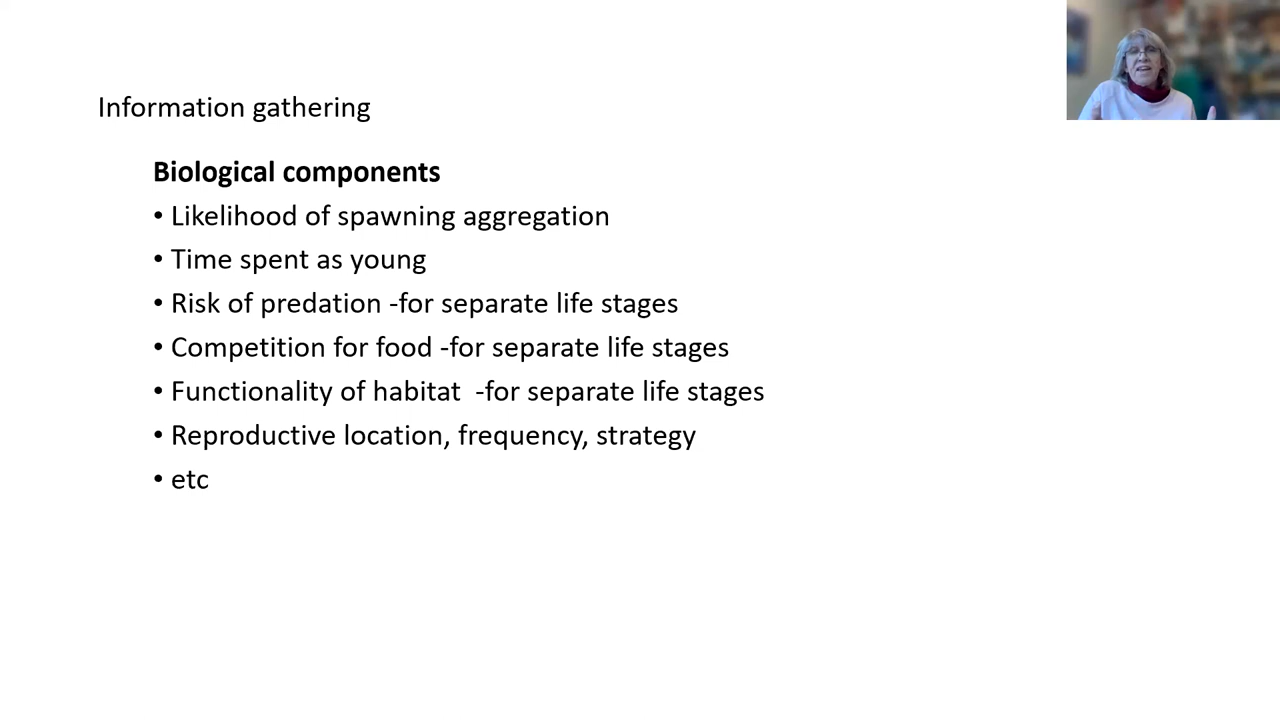 Information gathering
Biological components
• Likelihood of spawning aggregation
• Time spent as young
• Risk of predation -for separate life stages
• Competition for food -for separate life stages
• Functionality of habitat  -for separate life stages
• Reproductive location, frequency, strategy
• etc